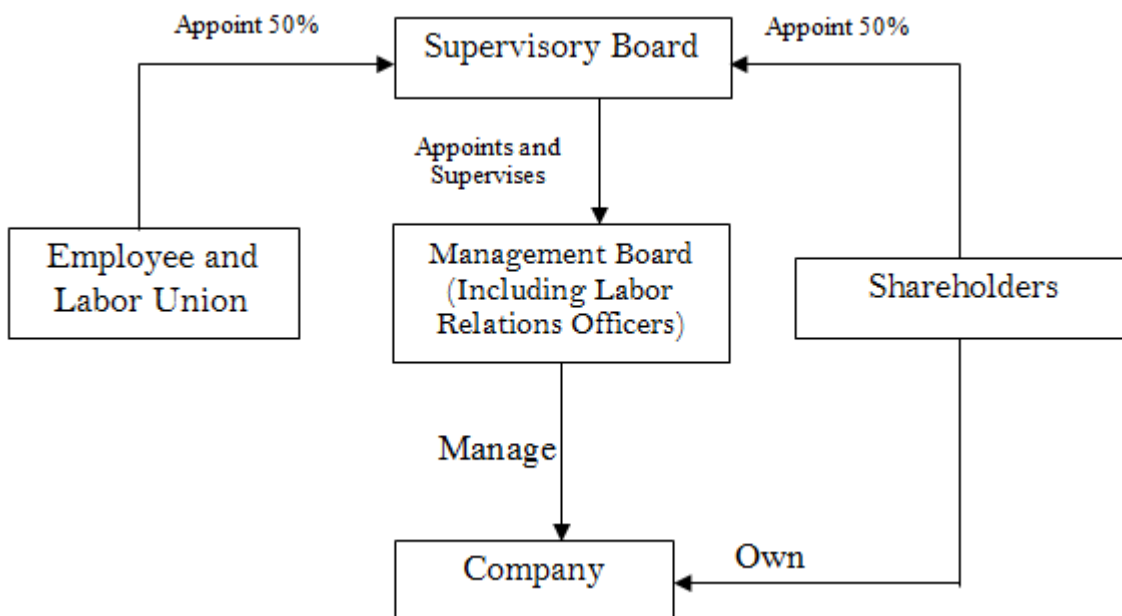 Appoint 50%
Appoint 50%
Supervisory Board
Appoints and
Supervises
Employee and
Labor Union
Management Board
(Including Labor
Relations Officers)
Shareholders
Manage
Company
Own